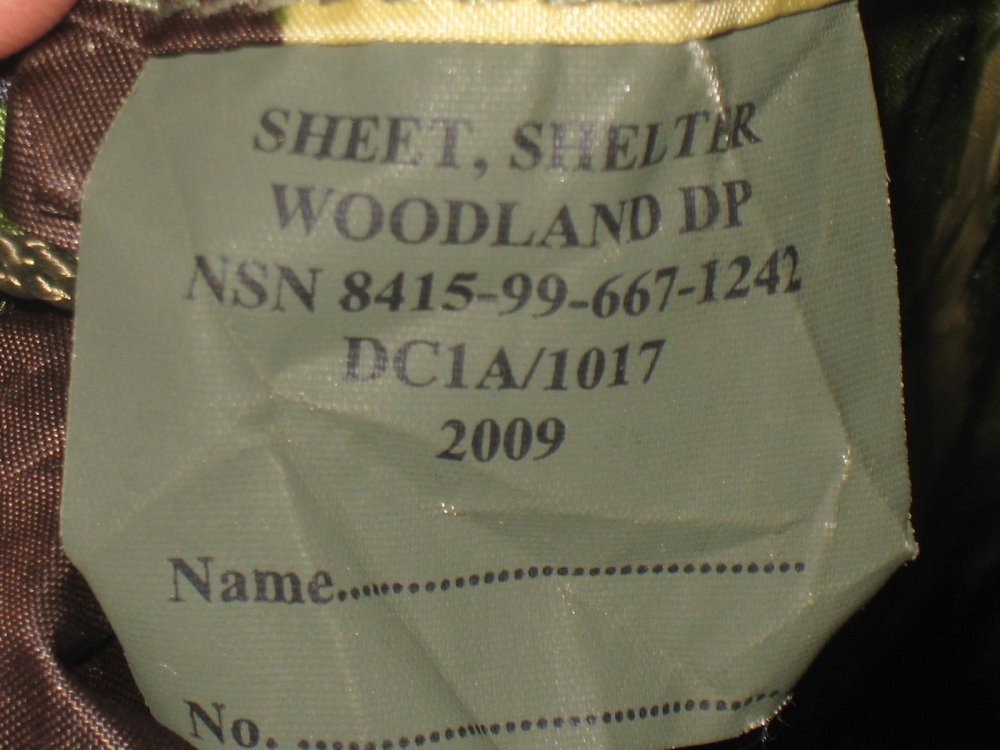 SHEET, SHELTER
WOODLAND DP
NSN 8415-99-667-1242
DC1A/1017
2009
Name........................................
No. ........................................